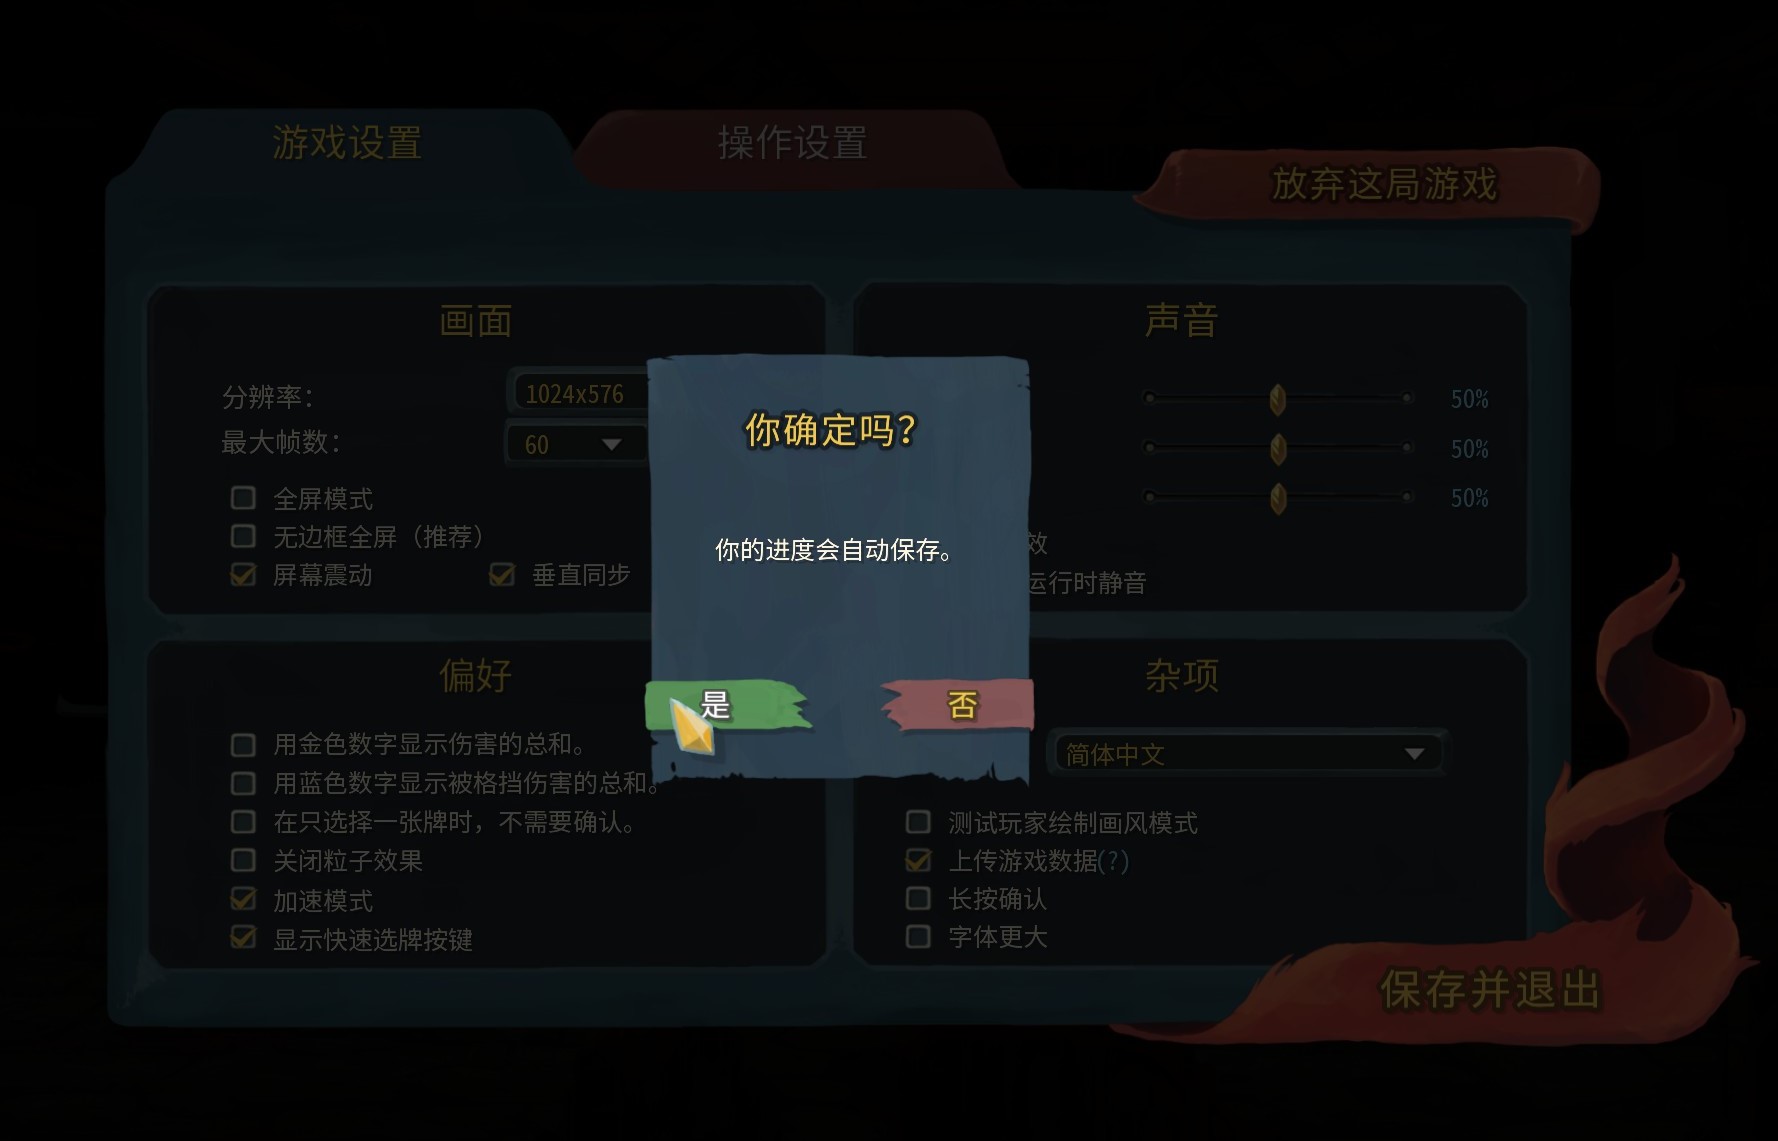 游戏设置
操作设置
放弃这局游戏
画面
声音
分辨率：
1024x576
最大帧数：
60
全屏模式
无边框全屏（推荐）
屏幕震动
垂直同步
50%
50%
50%
效
运行时静音
你确定吗？
你的进度会自动保存。
是
否
偏好
用金色数字显示伤害的总和。
用蓝色数字显示被格挡伤害的总和。
在只选择一张牌时，不需要确认。
关闭粒子效果
加速模式
显示快速选牌按键
杂项
简体中文
测试玩家绘制画风模式
上传游戏数据(?)
长按确认
字体更大
保存并退出